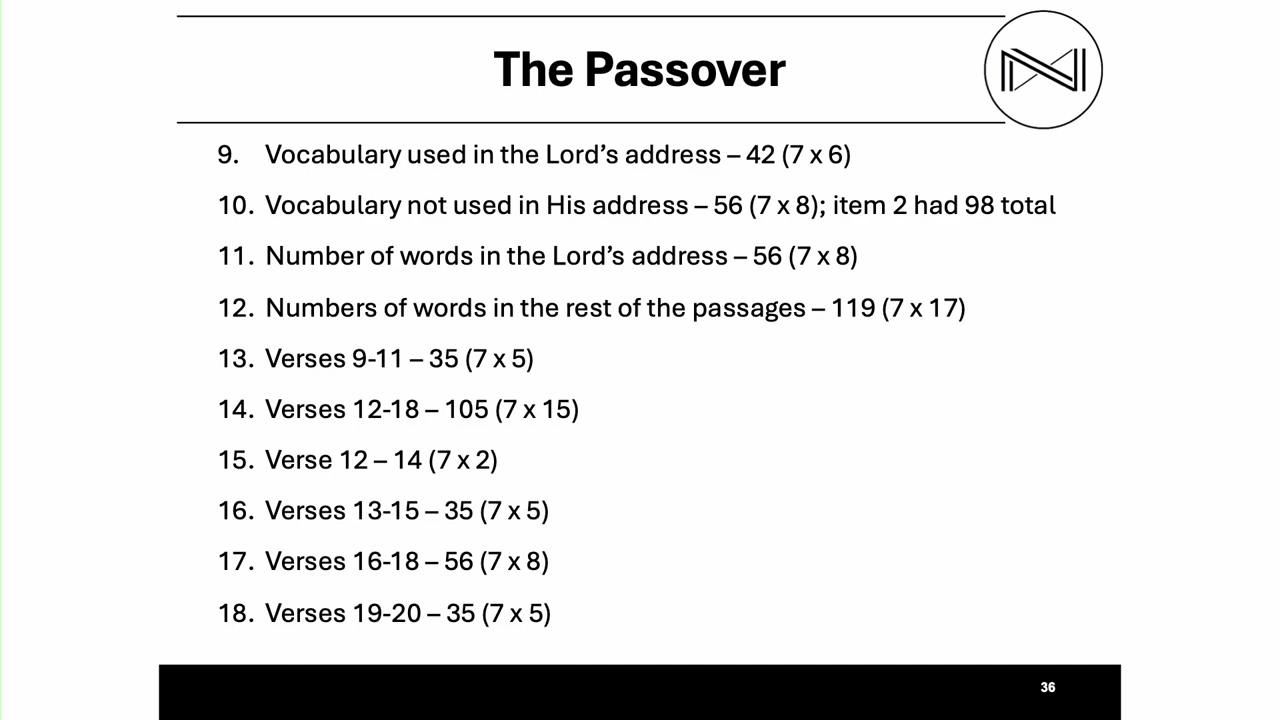 The Passover
9. Vocabulary used in the Lord’s address – 42 (7 x 6)
10. Vocabulary not used in His address – 56 (7 x 8); item 2 had 98 total
11. Number of words in the Lord’s address – 56 (7 x 8)
12. Numbers of words in the rest of the passages – 119 (7 x 17)
13. Verses 9-11 – 35 (7 x 5)
14. Verses 12-18 – 105 (7 x 15)
15. Verse 12 – 14 (7 x 2)
16. Verses 13-15 – 35 (7 x 5)
17. Verses 16-18 – 56 (7 x 8)
18. Verses 19-20 – 35 (7 x 5)
36